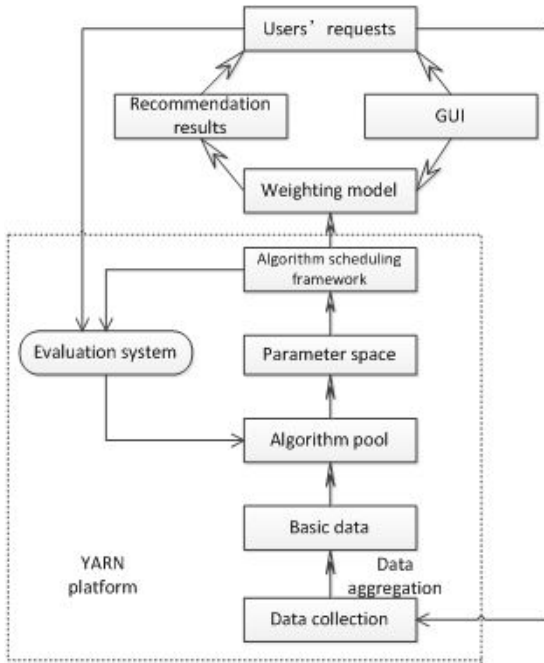 Users’ requests
Recommendation
results
GUI
Weighting model
Algorithm scheduling
framework
Evaluation system
Parameter space
Algorithm pool
Basic data
YARN
platform
Data
aggregation
Data collection